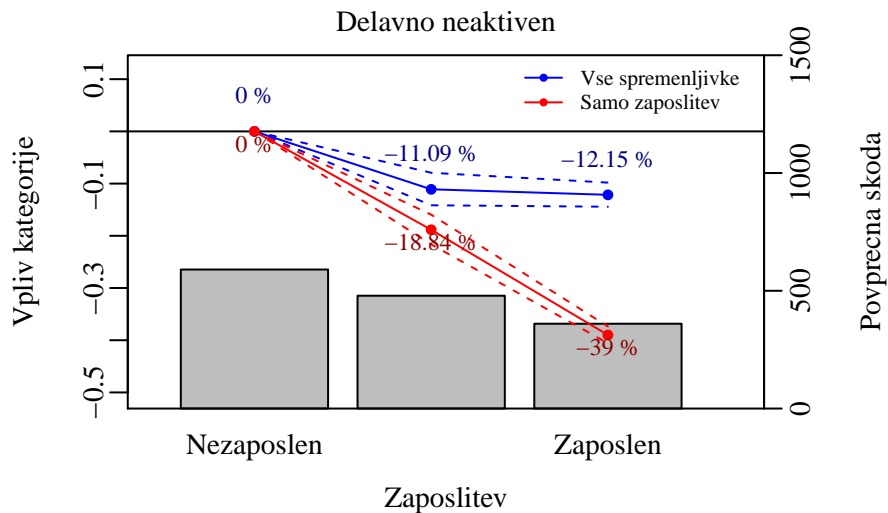 Delavno neaktiven
Vse spremenljivke
Samo zaposlitev
0 %
0 %
−11.09 %
−12.15 %
−18.84 %
−39 %
Vpliv kategorije
0.1
−0.1
−0.3
−0.5
Povprecna skoda
1500
1000
500
0
Nezaposlen
Zaposlen
Zaposlitev